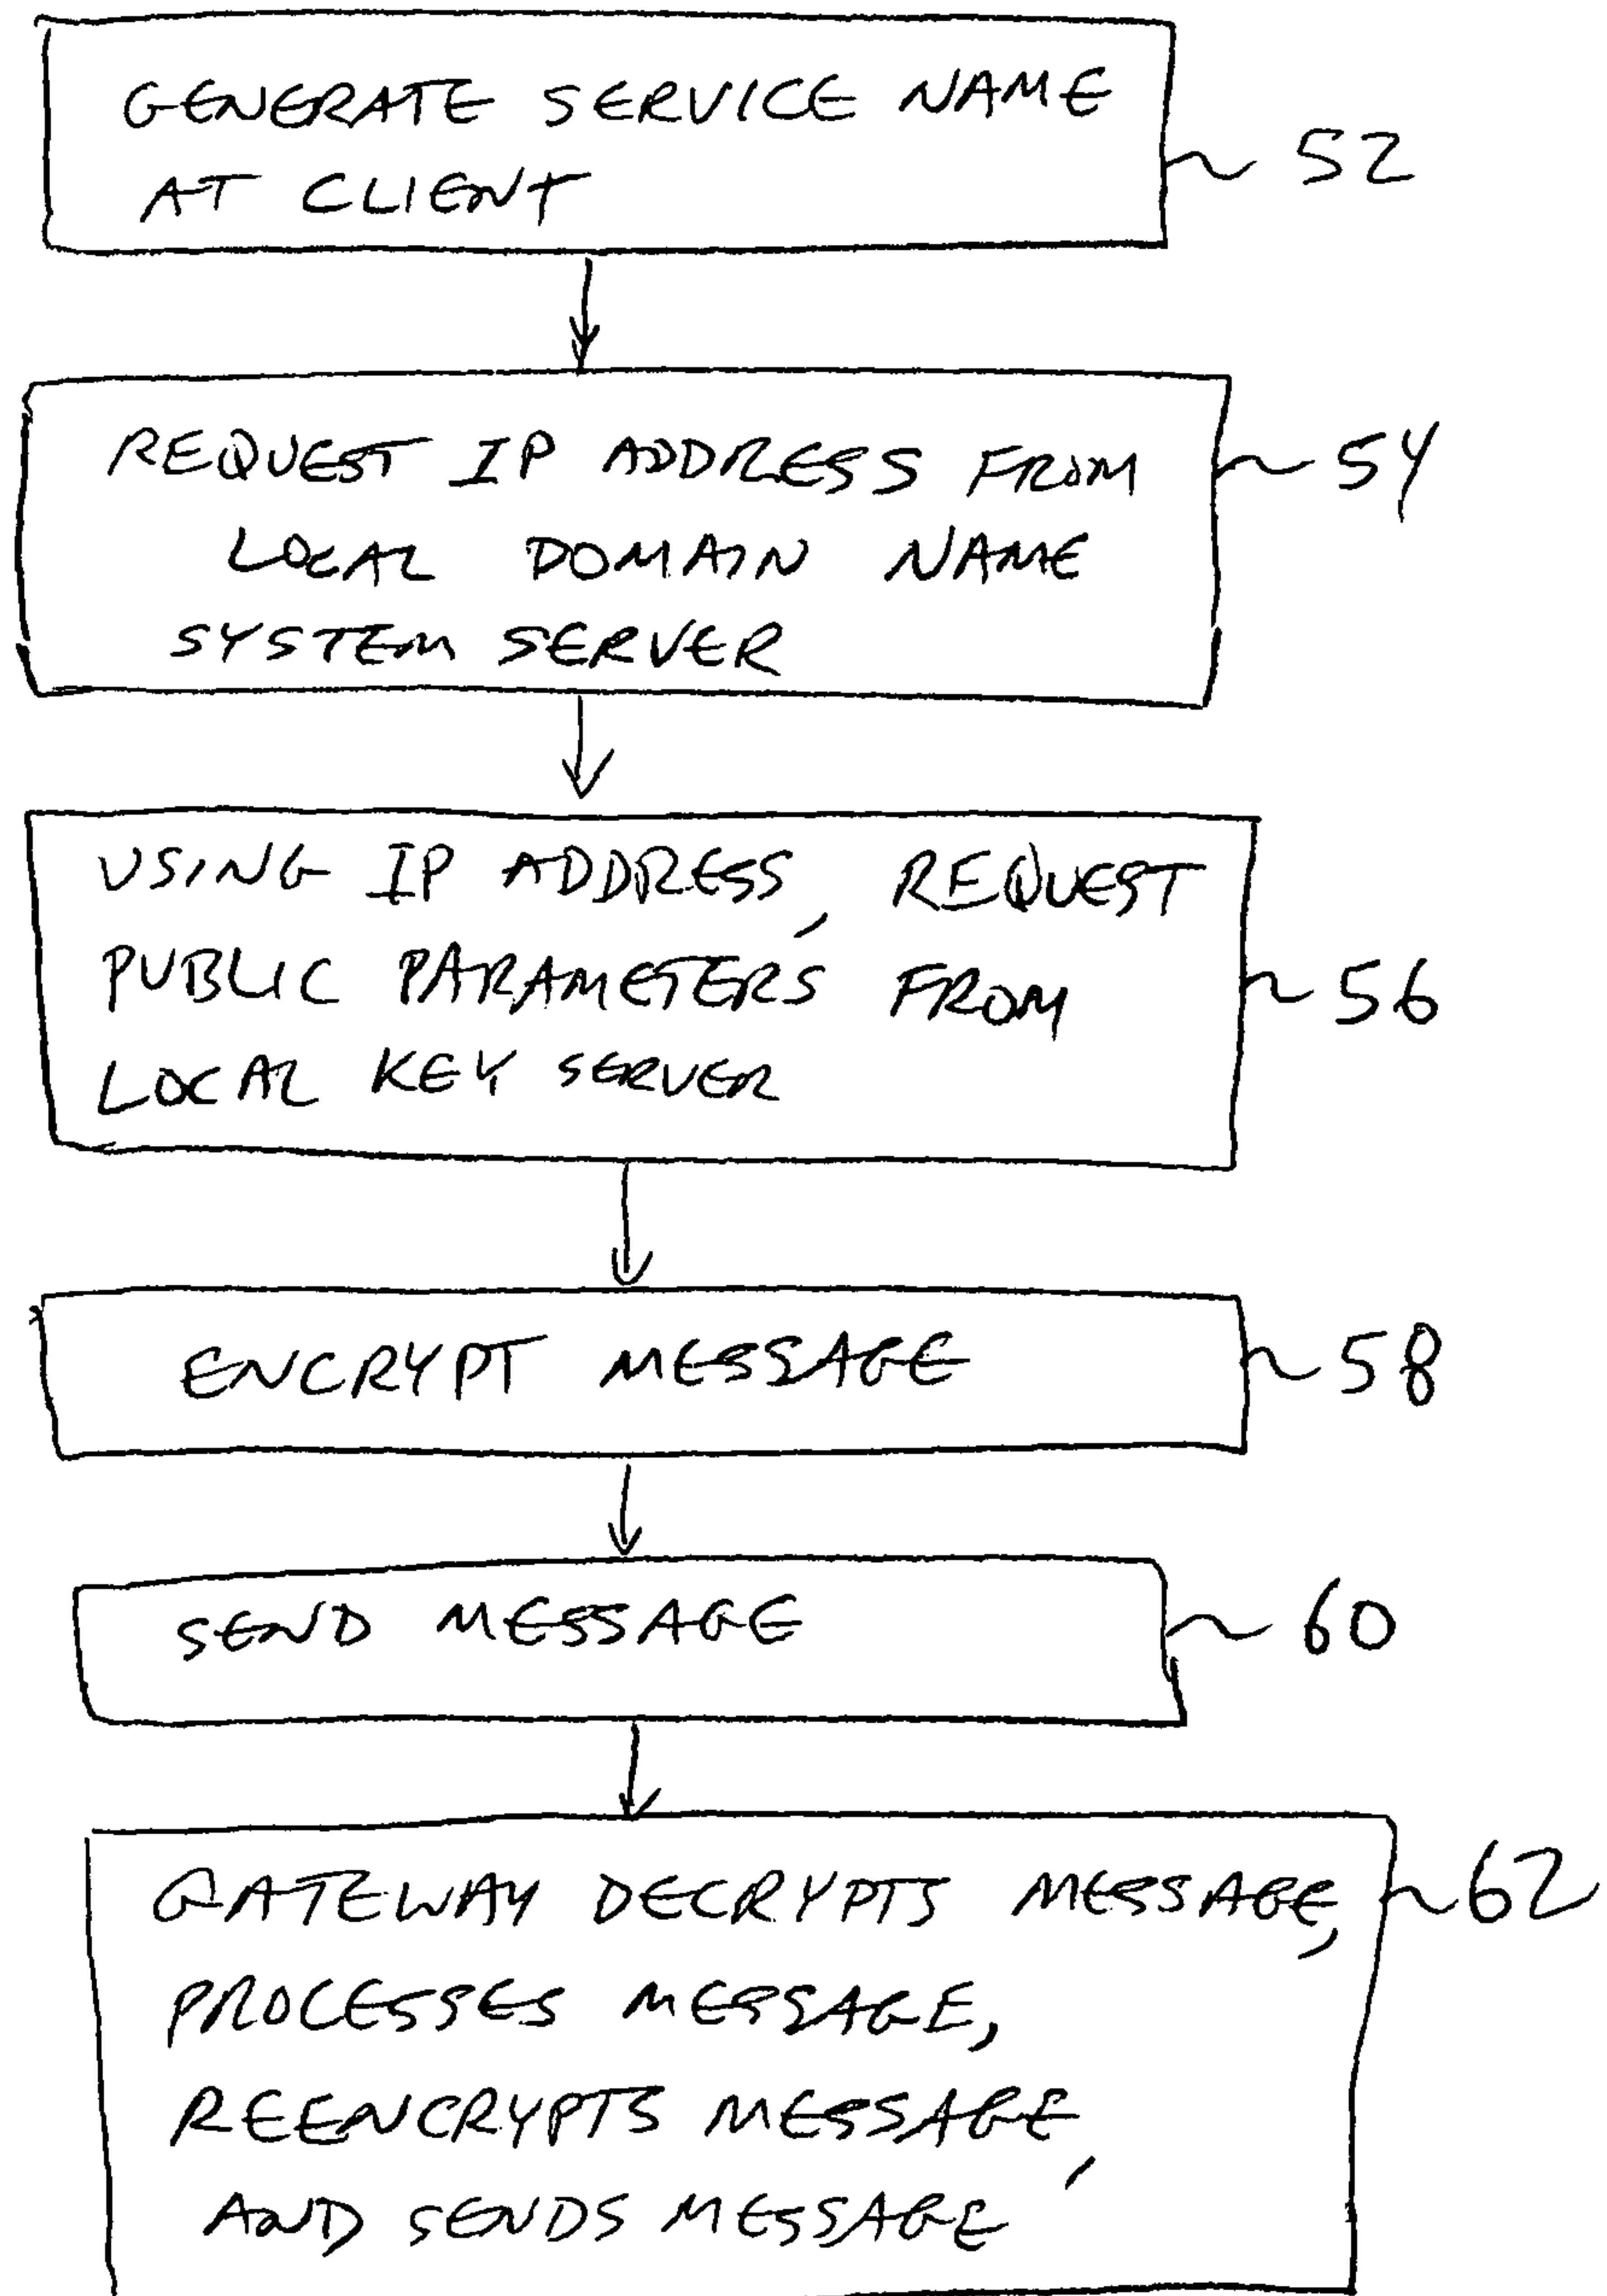 GENERATE SERVICE NAME
AT CLIENT
52
REQUEST IP ADDRESS FROM
LOCAL DOMAIN NAME
SYSTEM SERVER
54
USING IP ADDRESS, REQUEST
PUBLIC PARAMETERS FROM
LOCAL KEY SERVER
56
ENCRYPT MESSAGE
58
SEND MESSAGE
60
GATEWAY DECRYPTS MESSAGE,
PROCESSES MESSAGE,
REENCRYPTS MESSAGE,
AND SENDS MESSAGE
62